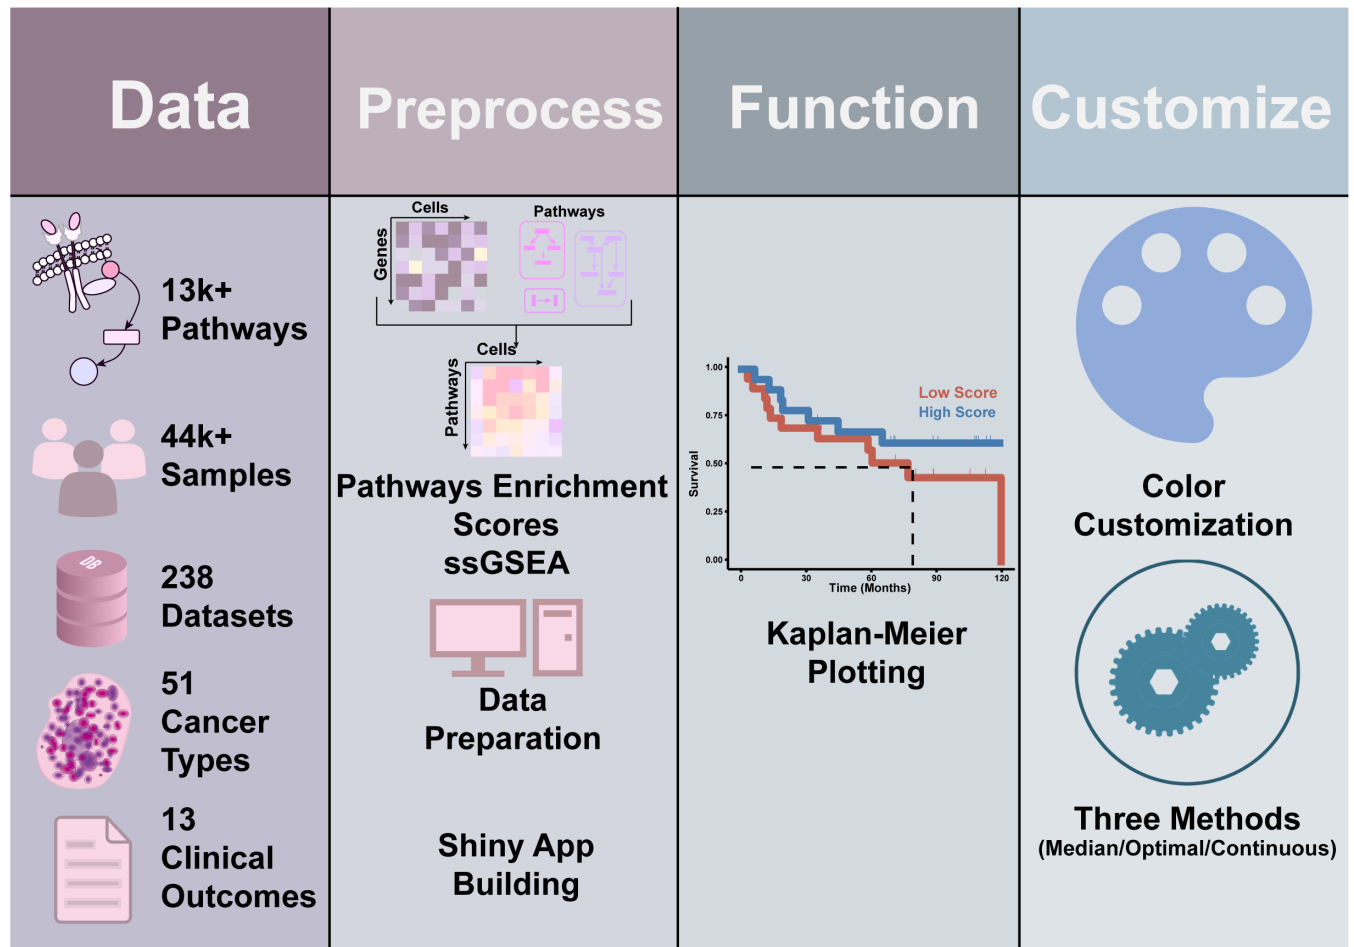 Data
Preprocess
Function
Customize
13k+
Pathways
44k+
Samples
DB
238
Datasets
51
Cancer
Types
13
Clinical
Outcomes
Cells
Genes
Pathways
Cells
Pathways
Pathways Enrichment
Scores
ssGSEA
Data
Preparation
Shiny App
Building
1.00
0.75
0.50
0.25
0.00
Survival
Low Score
High Score
0 30 60 90 120
Time (Months)
Kaplan-Meier
Plotting
Color
Customization
Three Methods
(Median/Optimal/Continuous)